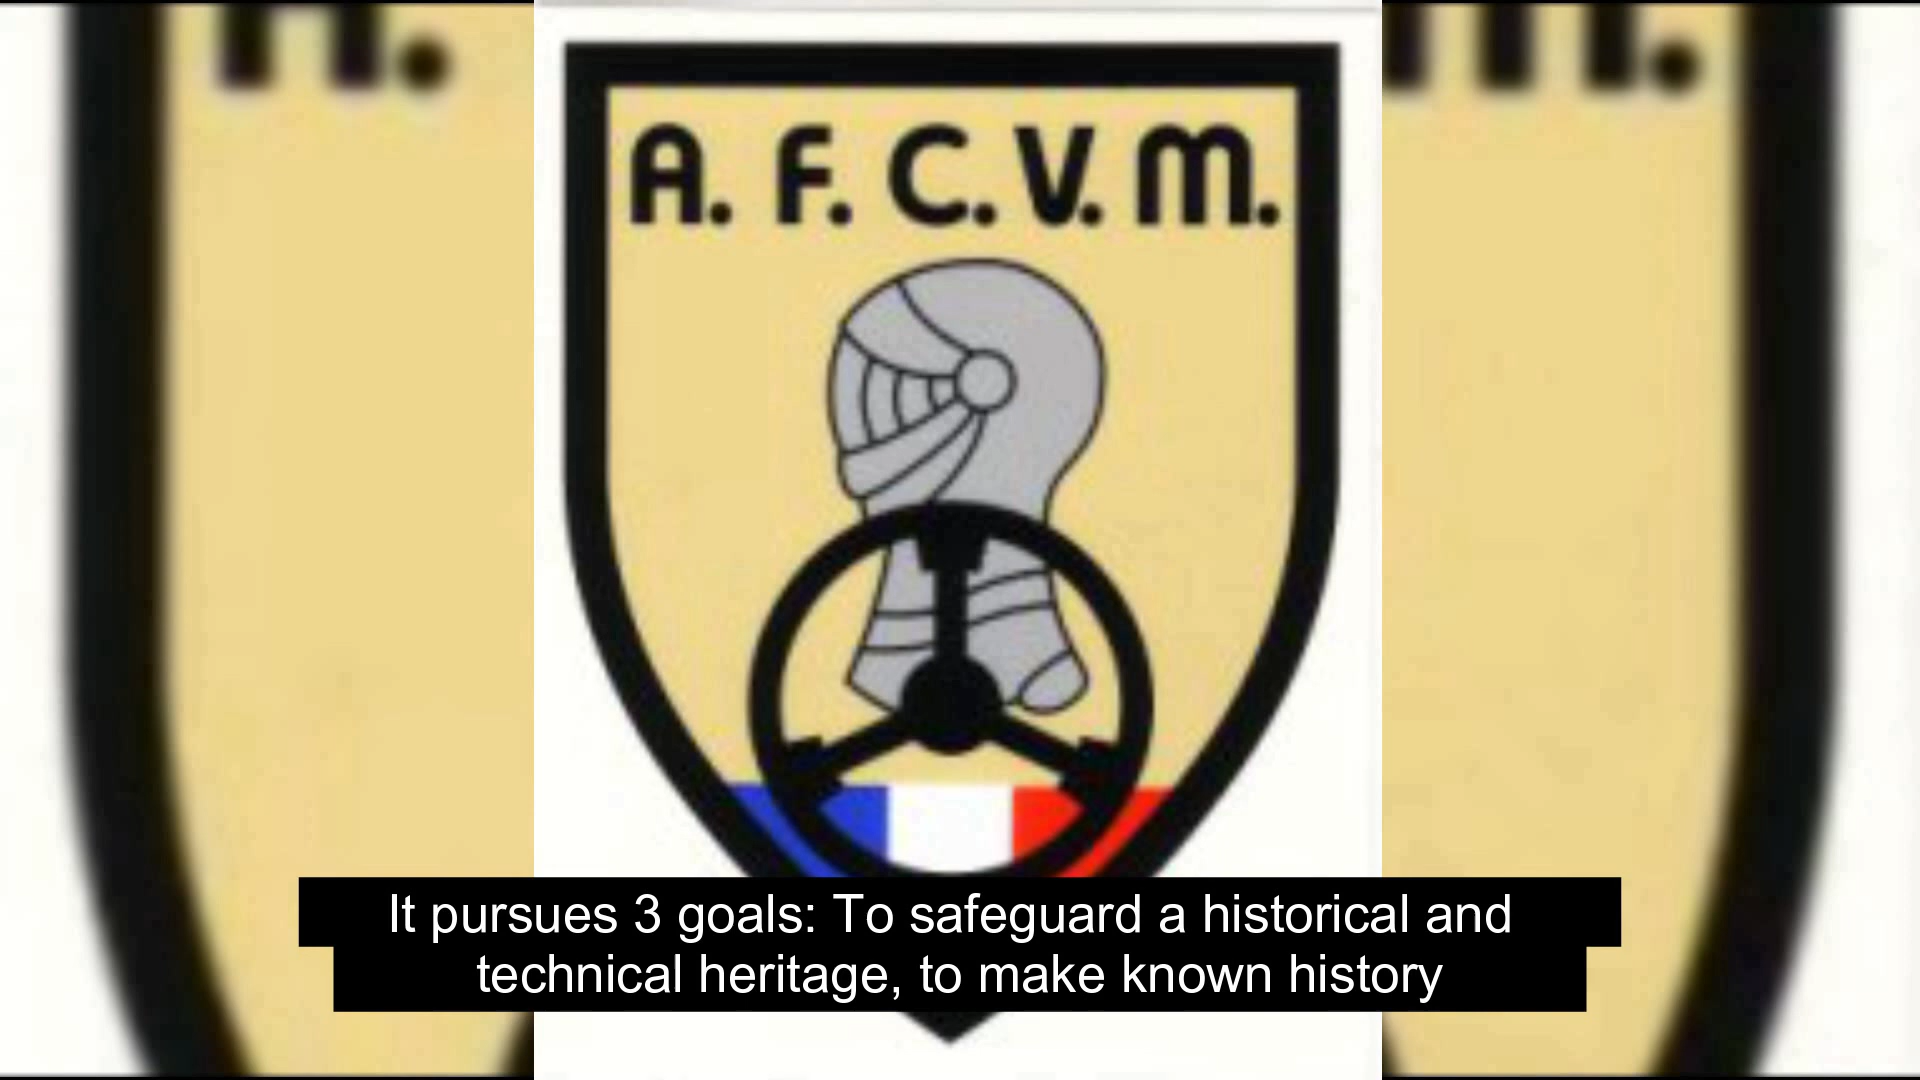 A. F. C. V. M.
It pursues 3 goals: To safeguard a historical and
technical heritage, to make known history